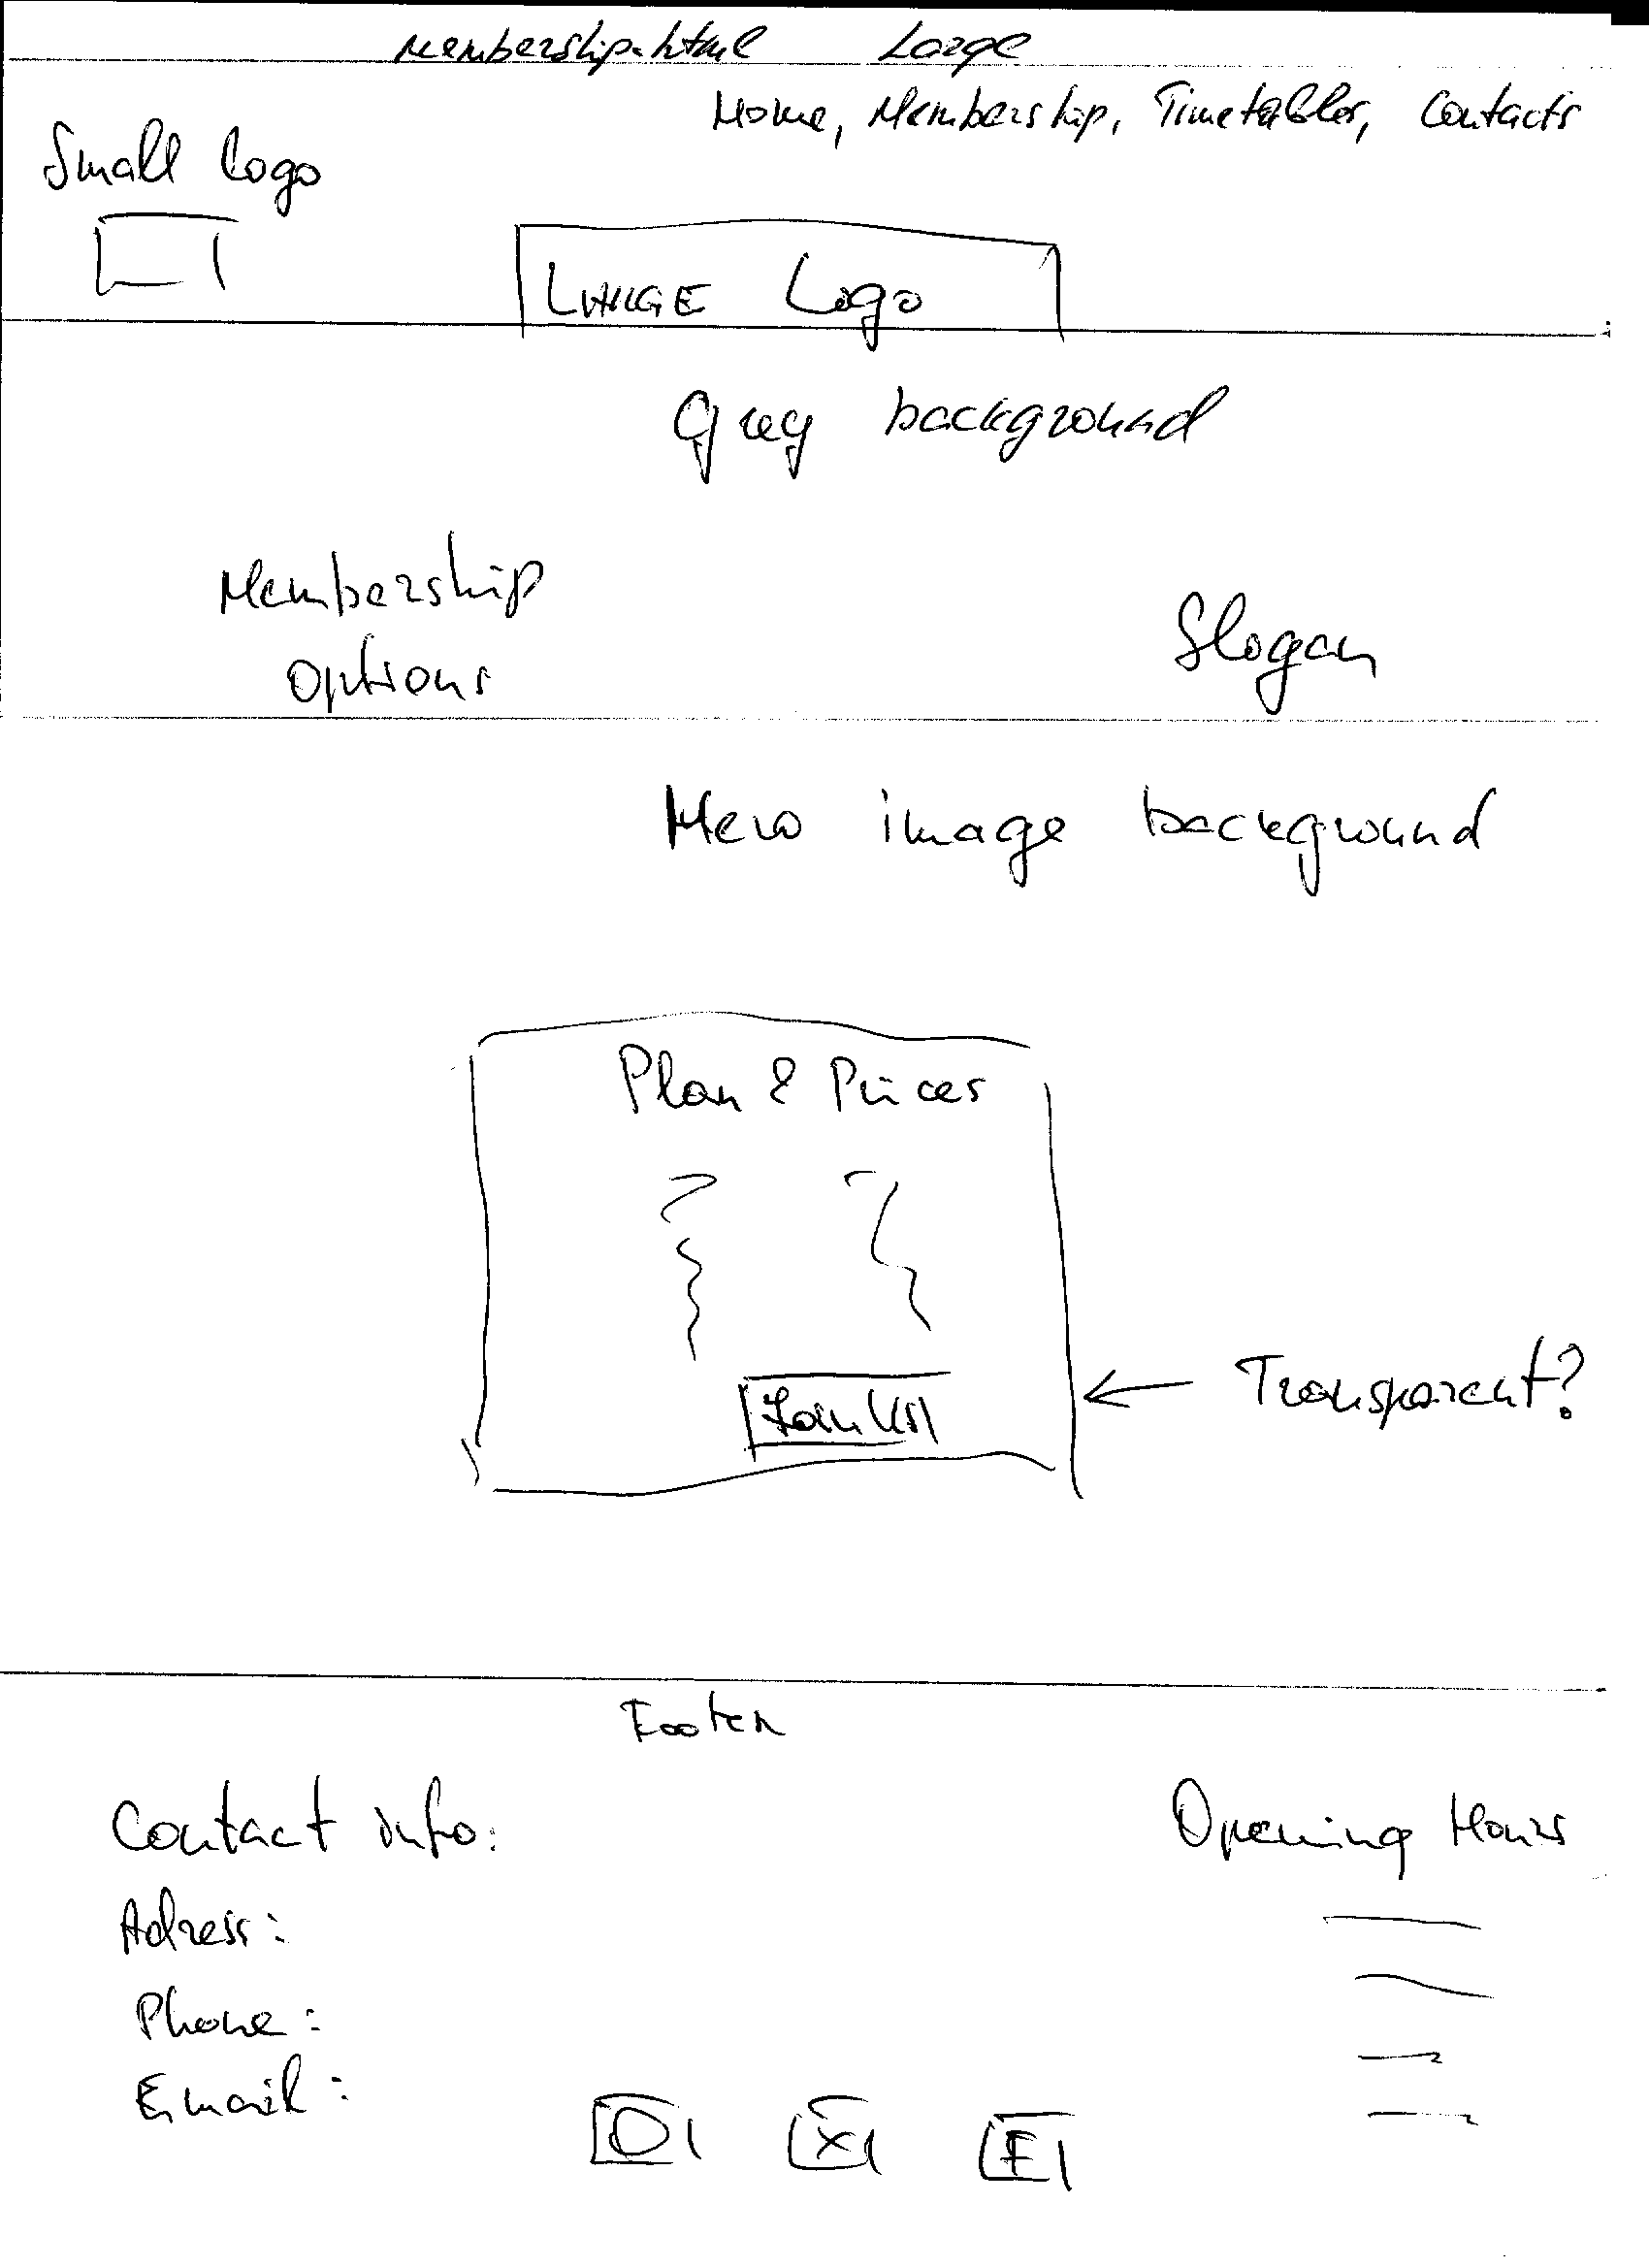 Membership.html Large
Home, Membership, Timetables, Contacts
Small Logo
LARGE Logo
Grey background
Membership
options
Slogan
Hero image background
Plan & Prices
Join Us!
Transparent?
Footer
Contact info:
Opening Hours
Adress:
Phone:
Email:
O X F